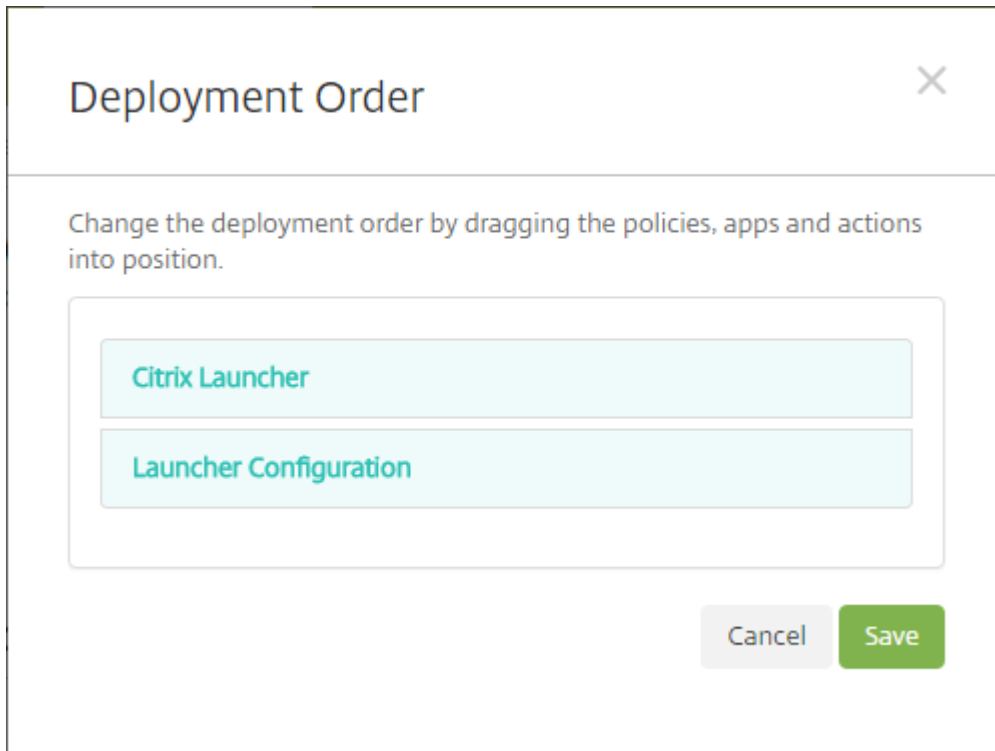 Deployment Order
Change the deployment order by dragging the policies, apps and actions
into position.
Citrix Launcher
Launcher Configuration
Cancel Save